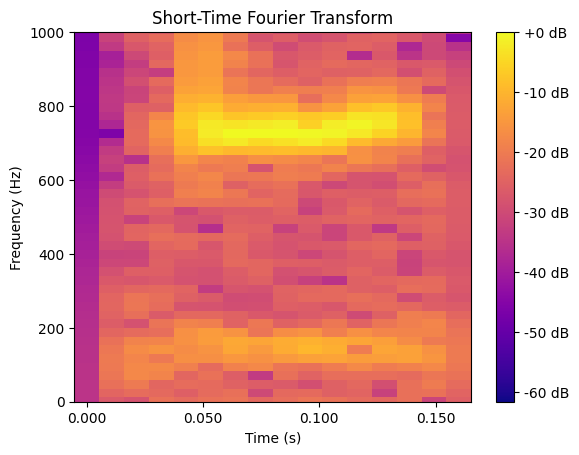 Short-Time Fourier Transform
1000
800
600
400
200
0
Frequency (Hz)
0.000
0.050
0.100
0.150
Time (s)
+0 dB
-10 dB
-20 dB
-30 dB
-40 dB
-50 dB
-60 dB